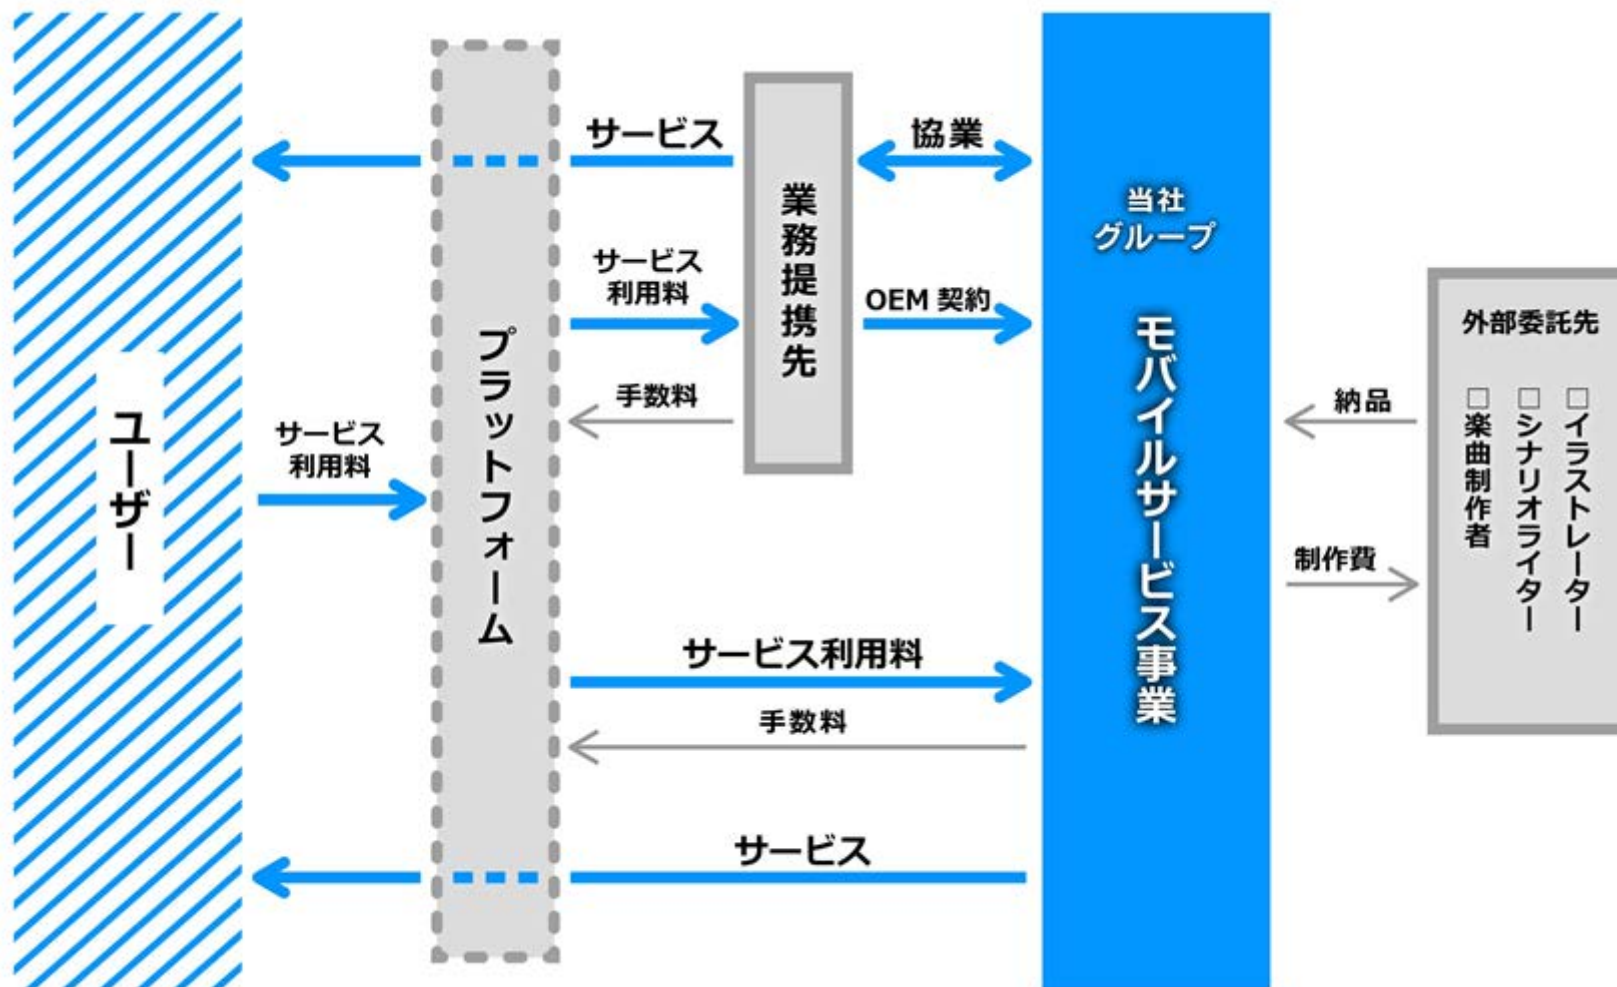 ユーザー
サービス
利用料
プラットフォーム
サービス
サービス
利用料
手数料
業務提携先
協業
OEM 契約
サービス利用料
手数料
サービス
当社
グループ
モバイルサービス事業
納品
制作費
外部委託先
□イラストレーター
□シナリオライター
□楽曲制作者